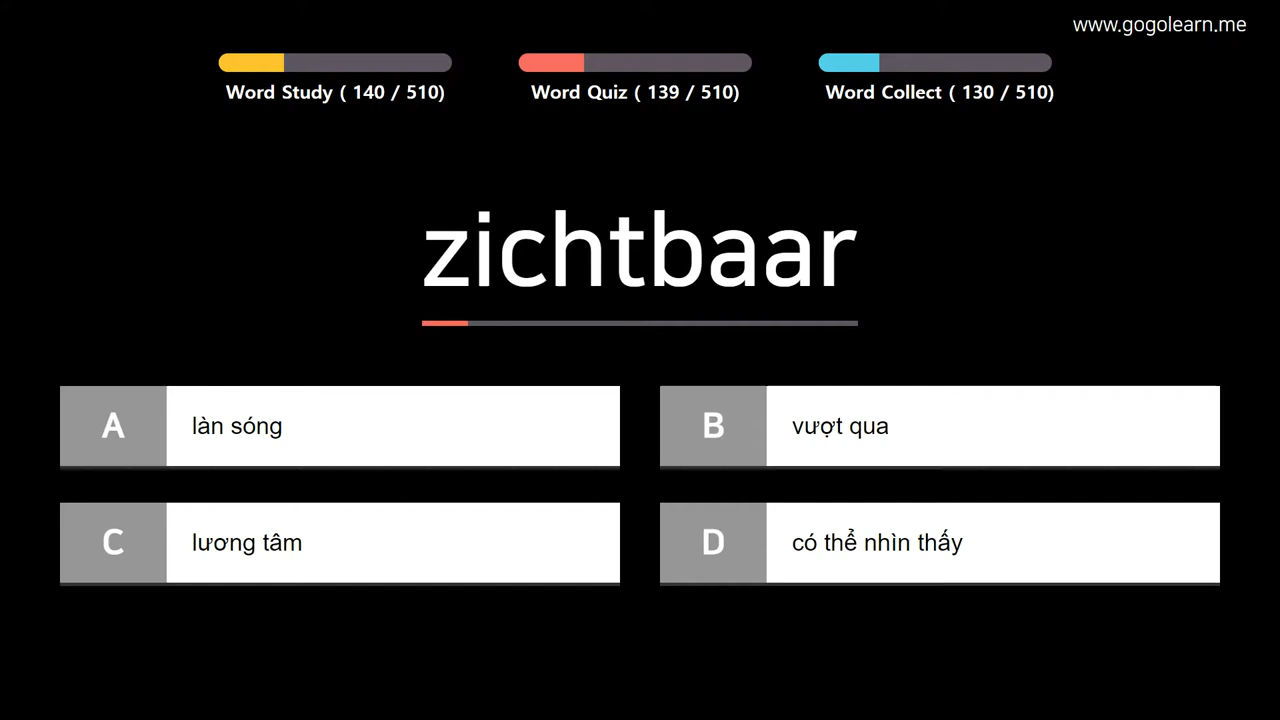 www.gogolearn.me
Word Study ( 140 / 510)
Word Quiz ( 139 / 510)
Word Collect ( 130 / 510)
zichtbaar
A làn sóng
B vượt qua
C lương tâm
D có thể nhìn thấy